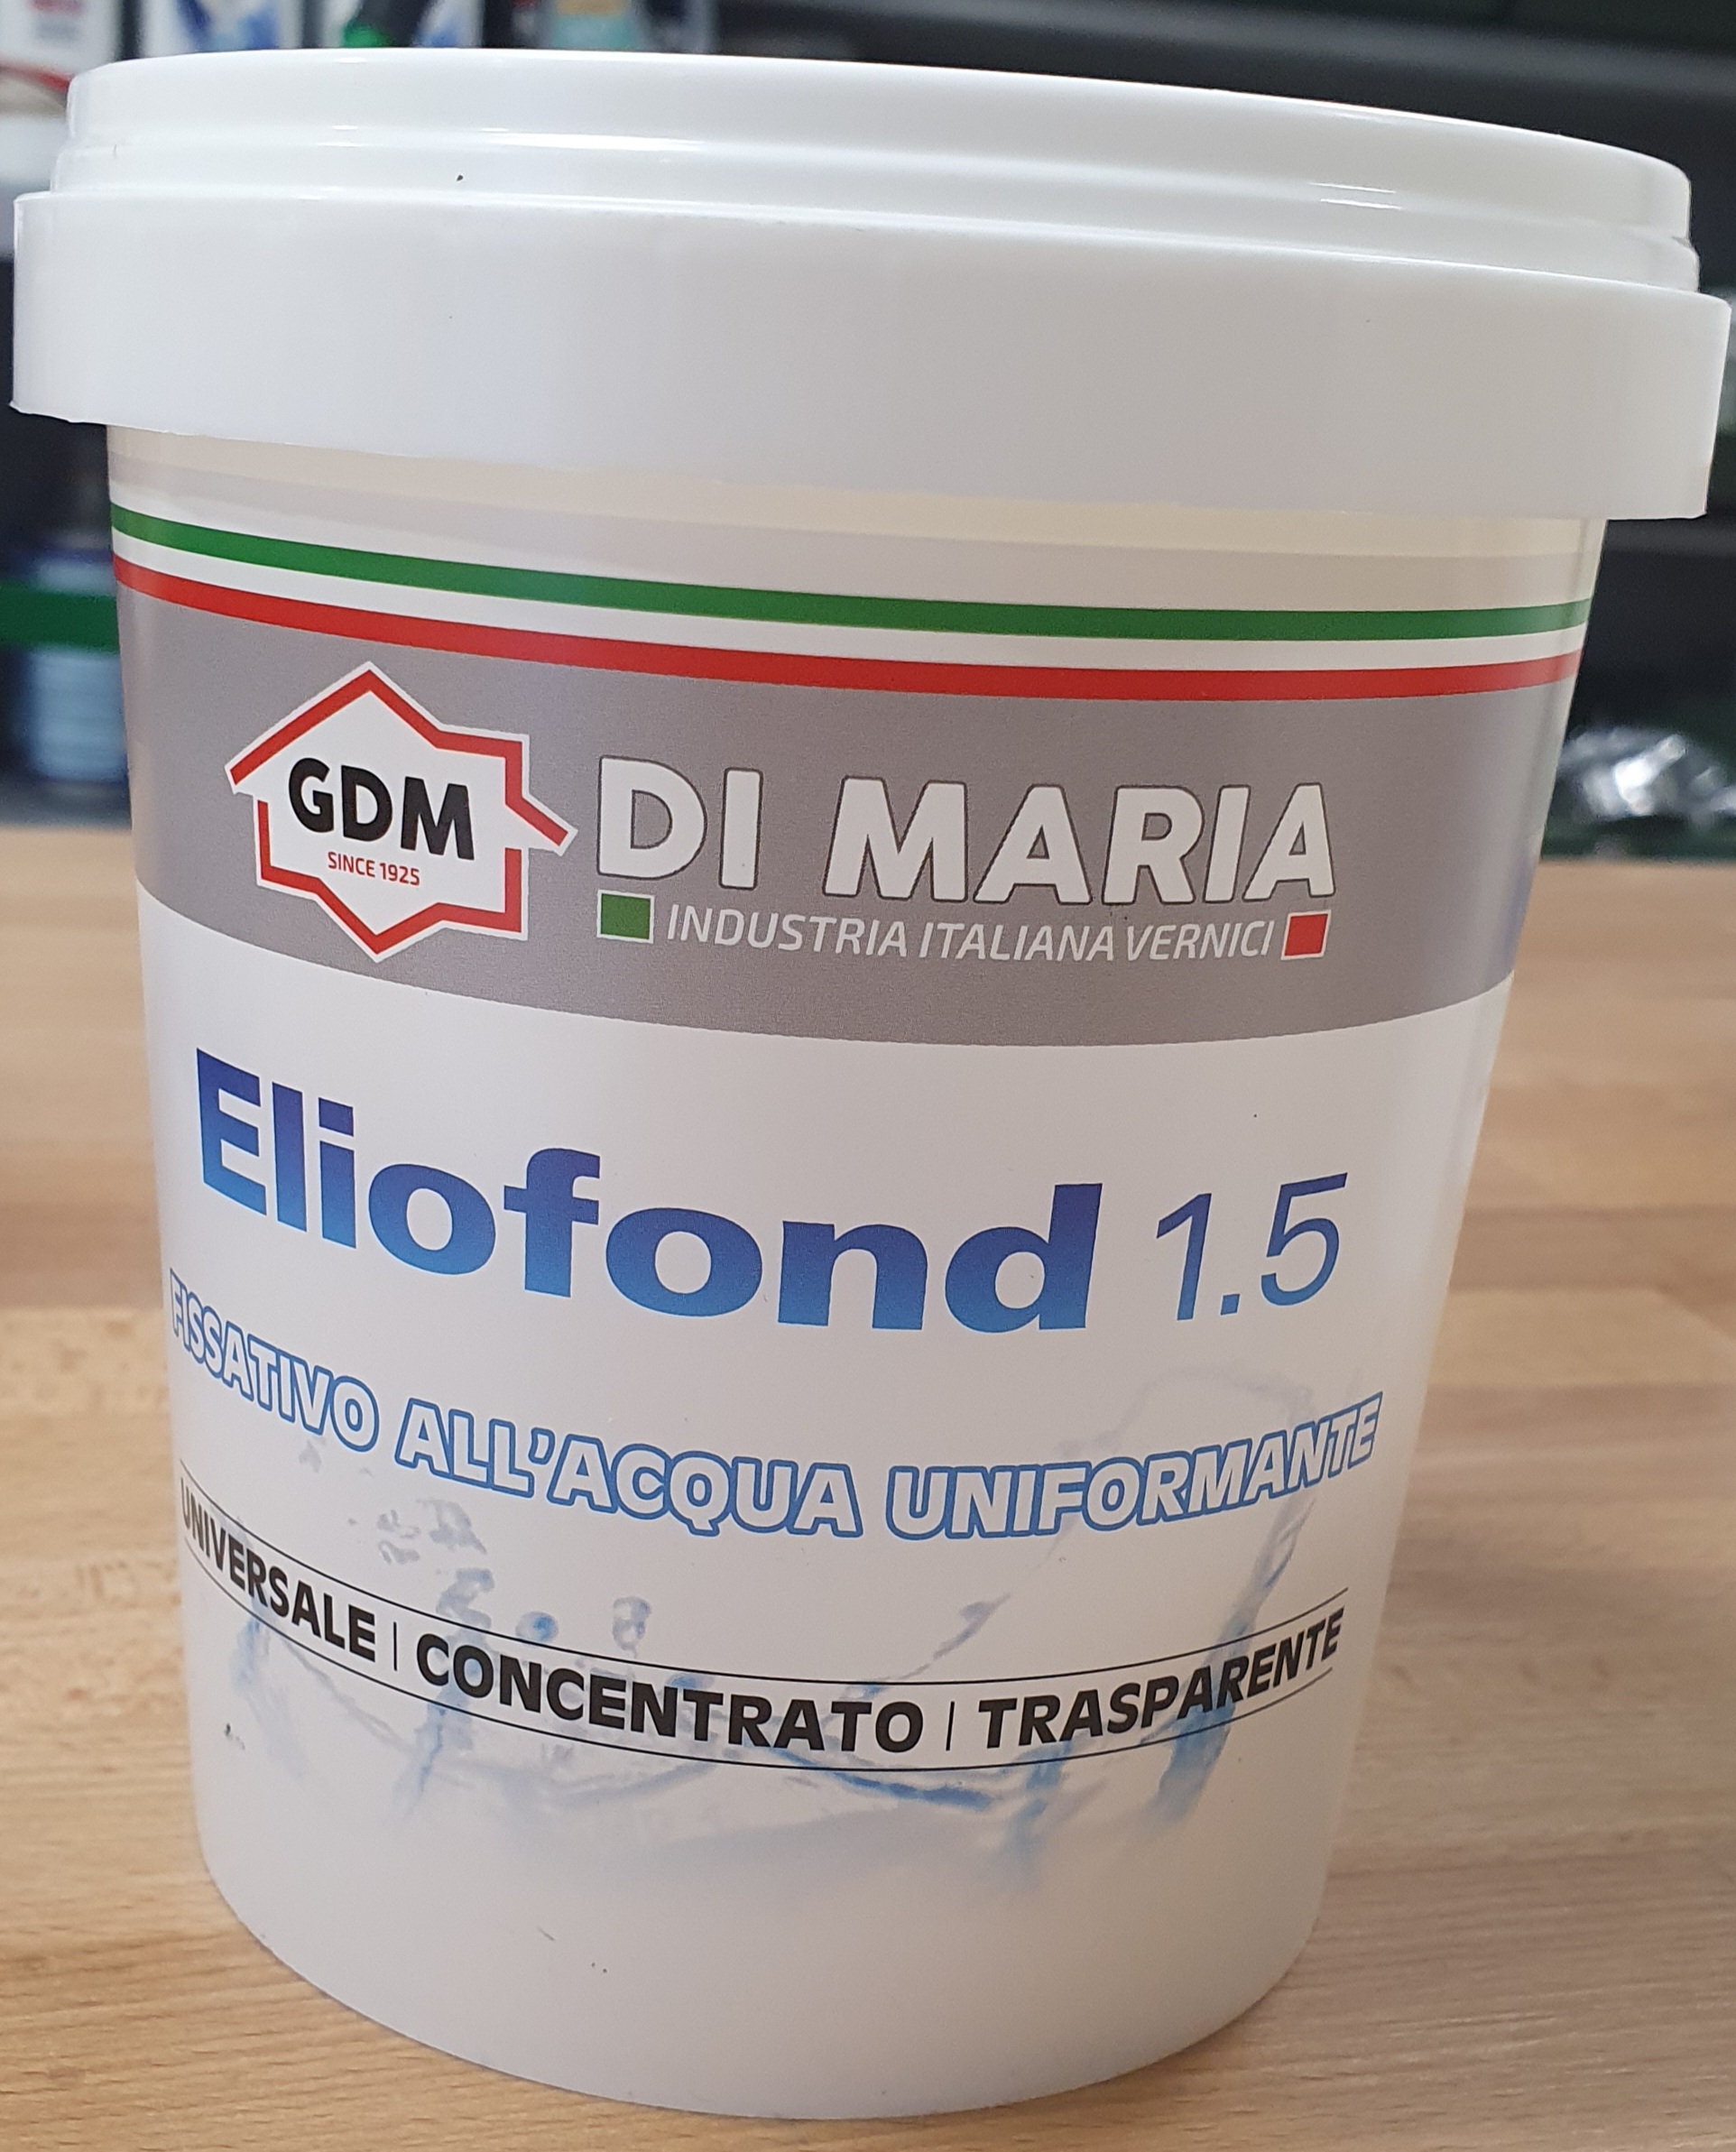 GDM
SINCE 1925
DI MARIA
INDUSTRIA ITALIANA VERNICI
Eliofond 1.5
FISSATIVO ALL'ACQUA UNIFORMANTE
UNIVERSALE | CONCENTRATO | TRASPARENTE